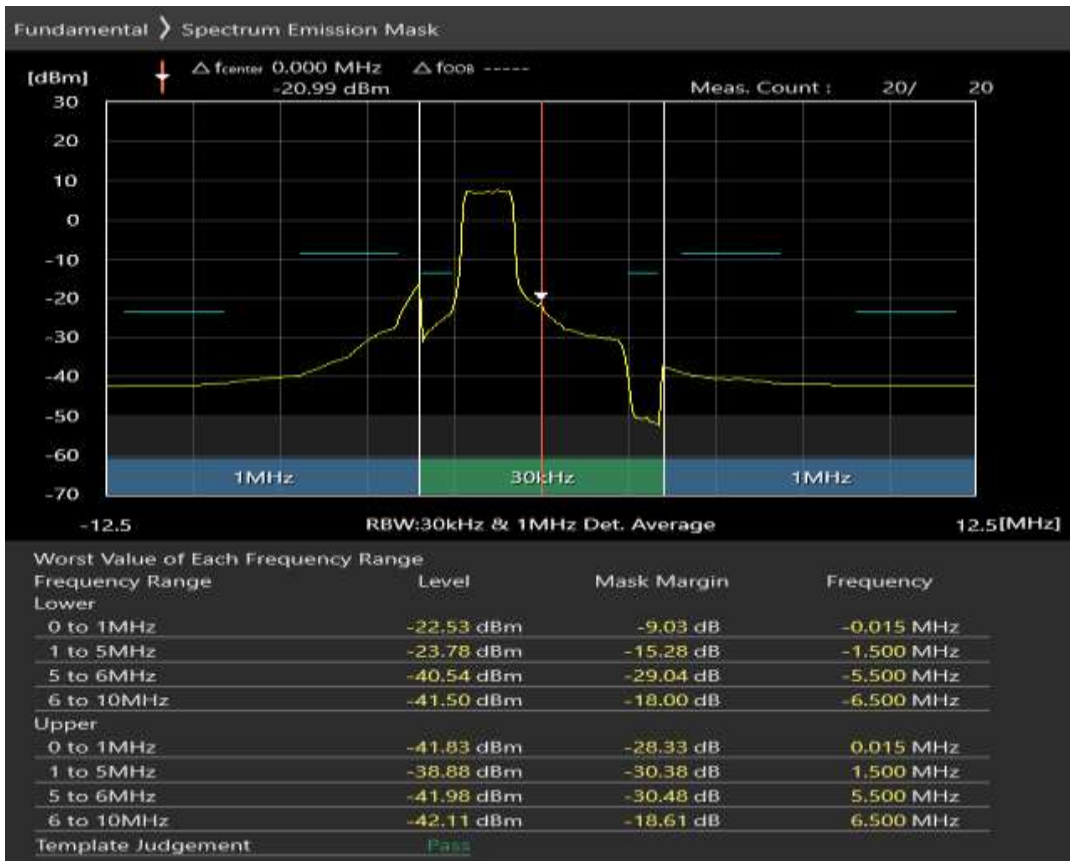 Fundamental ❯ Spectrum Emission Mask
[dBm] △ fcenter 0.000 MHz △ fOOB -----
-20.99 dBm Meas. Count : 20/ 20
30
20
10
0
-10
-20
-30
-40
-50
-60
-70
1MHz 30kHz 1MHz
-12.5 RBW:30kHz & 1MHz Det. Average 12.5[MHz]
Worst Value of Each Frequency Range
Frequency Range Level Mask Margin Frequency
Lower
0 to 1MHz -22.53 dBm -9.03 dB -0.015 MHz
1 to 5MHz -23.78 dBm -15.28 dB -1.500 MHz
5 to 6MHz -40.54 dBm -29.04 dB -5.500 MHz
6 to 10MHz -41.50 dBm -18.00 dB -6.500 MHz
Upper
0 to 1MHz -41.83 dBm -28.33 dB 0.015 MHz
1 to 5MHz -38.88 dBm -30.38 dB 1.500 MHz
5 to 6MHz -41.98 dBm -30.48 dB 5.500 MHz
6 to 10MHz -42.11 dBm -18.61 dB 6.500 MHz
Template Judgement Pass